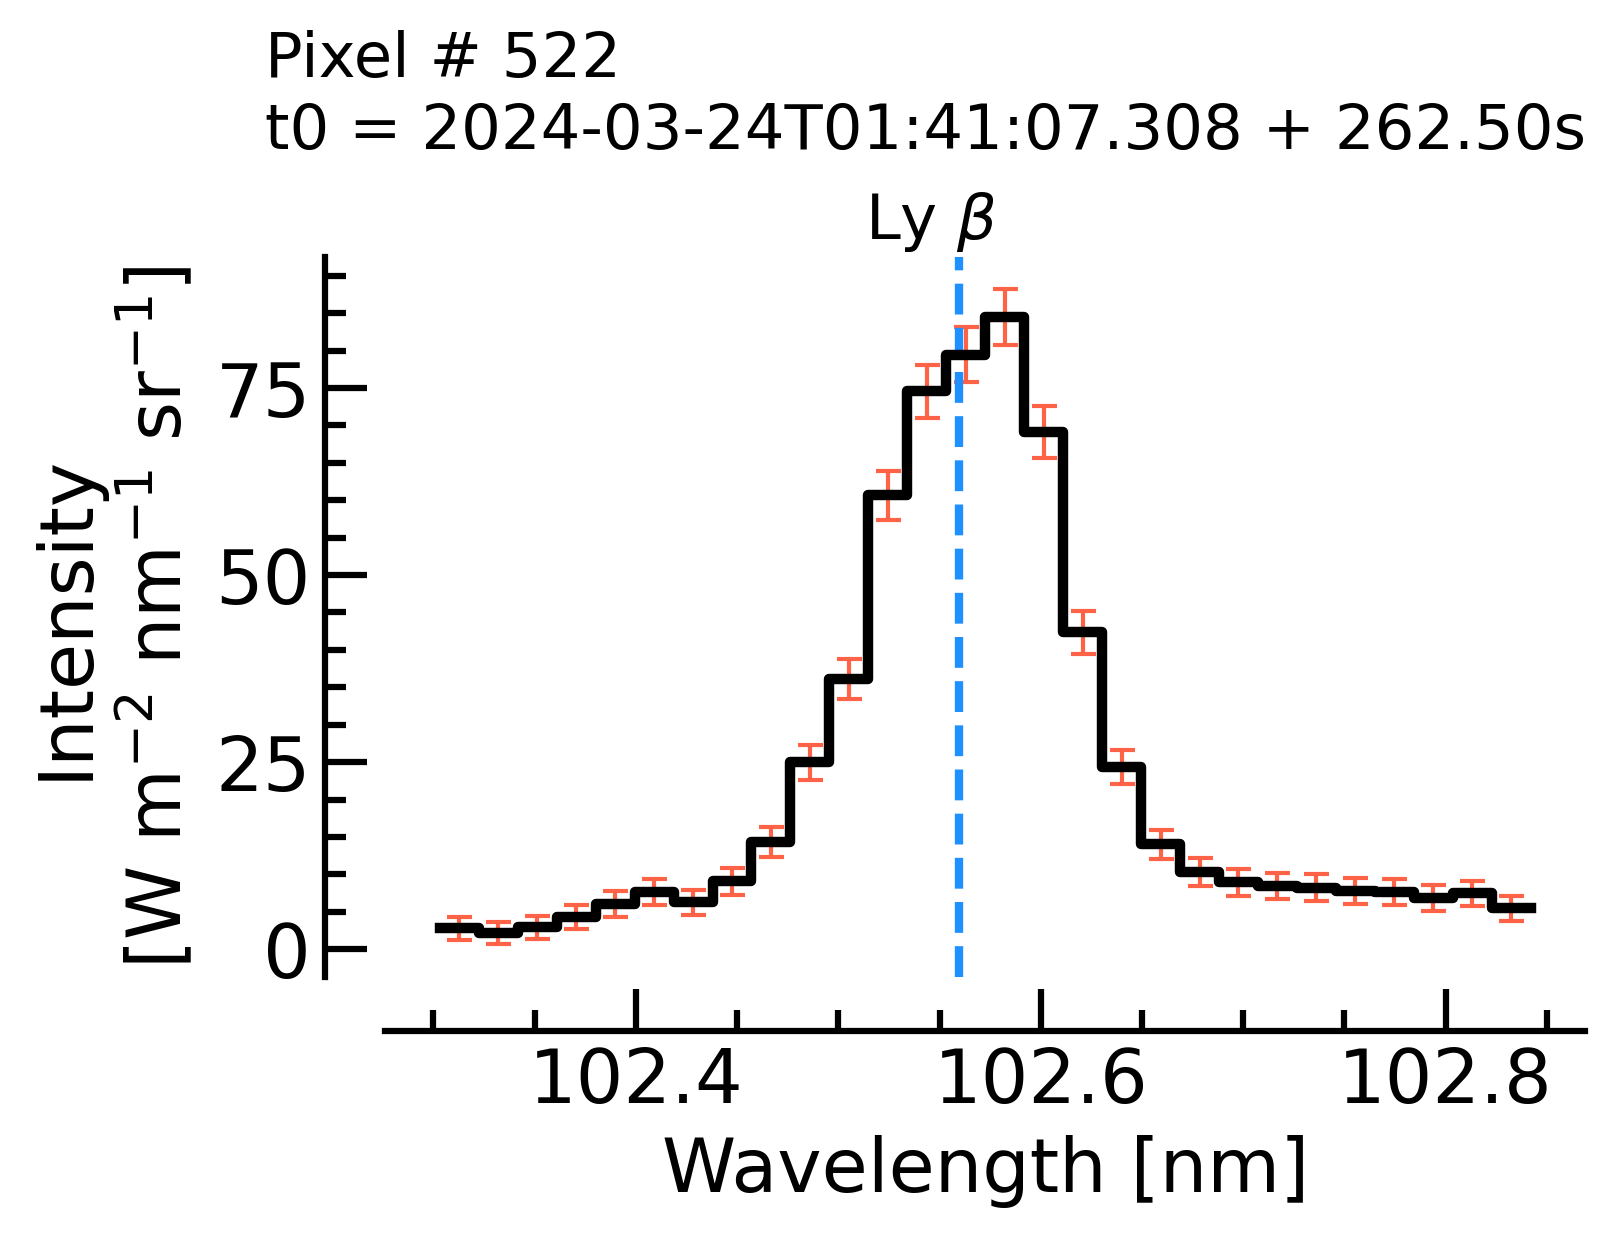 Pixel # 522
t0 = 2024-03-24T01:41:07.308 + 262.50s
Ly β
Intensity
[W m⁻² nm⁻¹ sr⁻¹]
75
50
25
0
102.4
102.6
102.8
Wavelength [nm]